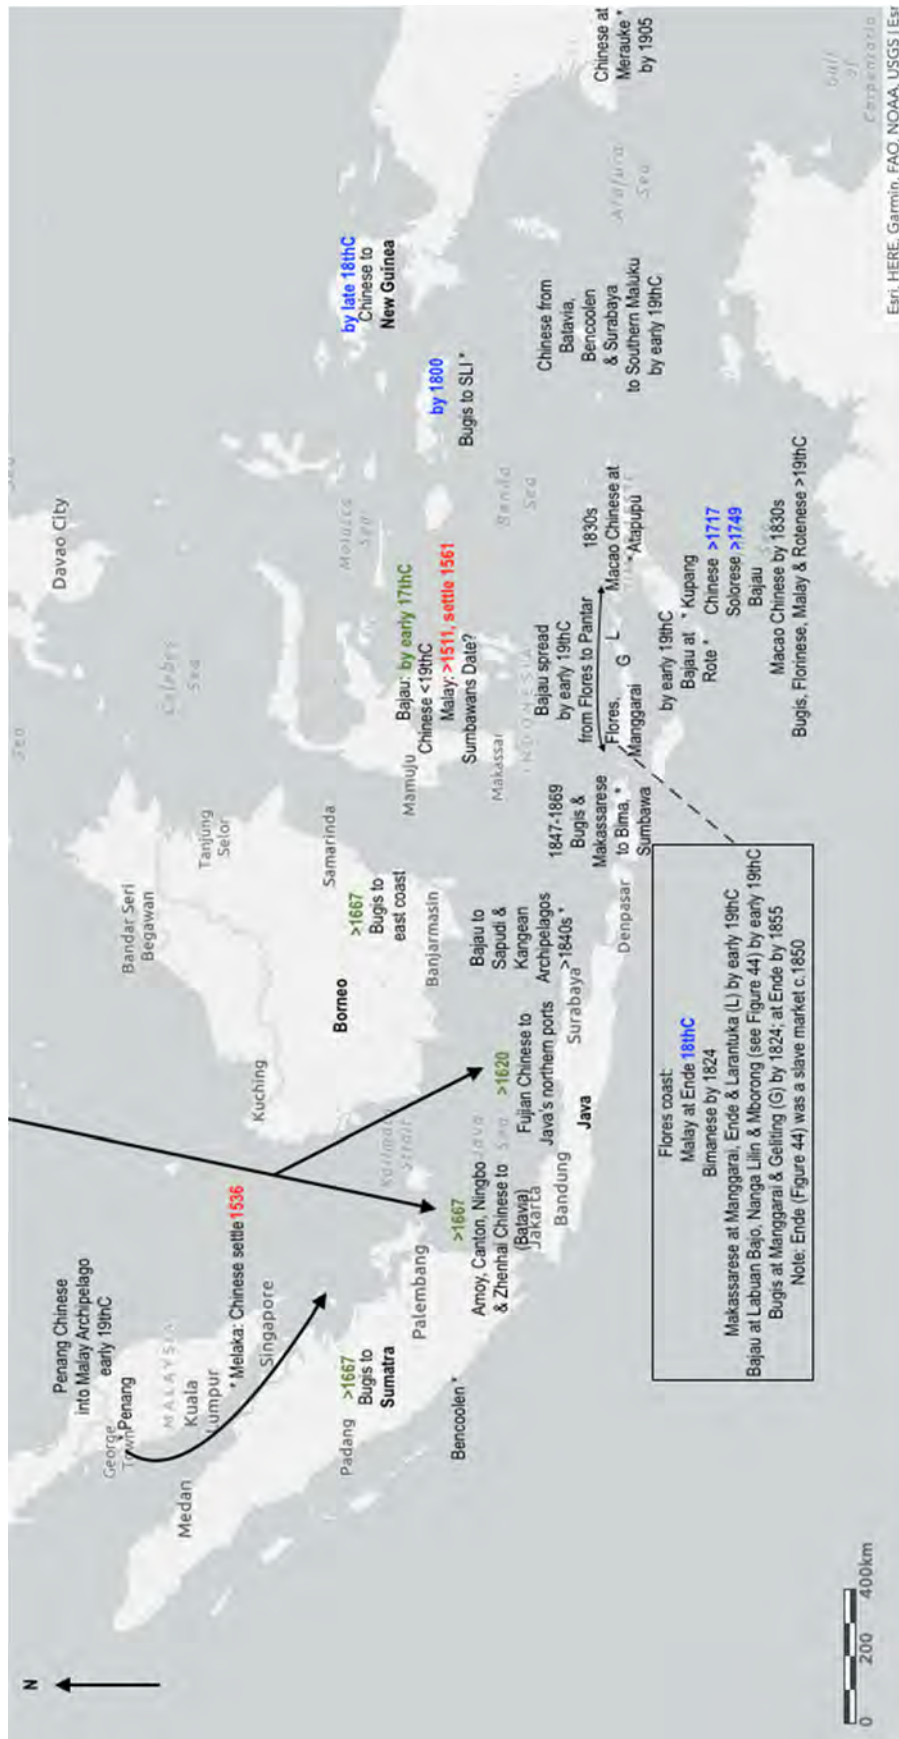 N
Penang Chinese
into Malay Archipelago
early 19thC
George
Town
* Penang
MALAYSIA
Kuala
Lumpur
Medan
* Melaka: Chinese settle 1536
Singapore
Padang
>1667
Bugis to
Sumatra
Palembang
Bencoolen *
>1667
Amoy, Canton, Ningbo
& Zhenhai Chinese to
(Batavia)
Jakarta
Bandung
Java
Karimata
Strait
Java
Sea
>1620
Fujian Chinese to
Java's northern ports
Surabaya
Kuching
Bandar Seri
Begawan
Tanjung
Selor
Borneo
Samarinda
>1667
Bugis to
east coast
Banjarmasin
Bajau to
Sapudi &
Kangean
Archipelagos
>1840s *
Denpasar
Sea
Davao City
Celebes
Sea
Molucca
Sea
Mamuju
Bajau: by early 17thC
Chinese <19thC
Malay: >1511, settle 1561
Sumbawans Date?
Makassar
INDONESIA
1847-1869
Bugis &
Makassarese
to Bima, *
Sumbawa
Bajau spread
by early 19thC
from Flores to Pantar
Flores,
G
L
Manggarai
1830s
Macao Chinese at
* Atapupu
Banda
Sea
by early 19thC
Bajau at
Rote *
* Kupang
Chinese >1717
Solorese >1749
Bajau
Macao Chinese by 1830s
Bugis, Florinese, Malay & Rotenese >19thC
by late 18thC
Chinese to
New Guinea
by 1800
Bugis to SLI *
Chinese from
Batavia,
Bencoolen
& Surabaya
to Southern Maluku
by early 19thC
Arafura
Sea
Chinese at
Merauke *
by 1905
Gulf
of
Carpentaria
Flores coast:
Malay at Ende 18thC
Bimanese by 1824
Makassarese at Manggarai, Ende & Larantuka (L) by early 19thC
Bajau at Labuan Bajo, Nanga Lilin & Mborong (see Figure 44) by early 19thC
Bugis at Manggarai & Geliting (G) by 1824; at Ende by 1855
Note: Ende (Figure 44) was a slave market c.1850
0 200 400km
Esri, HERE, Garmin, FAO, NOAA, USGS | Esr